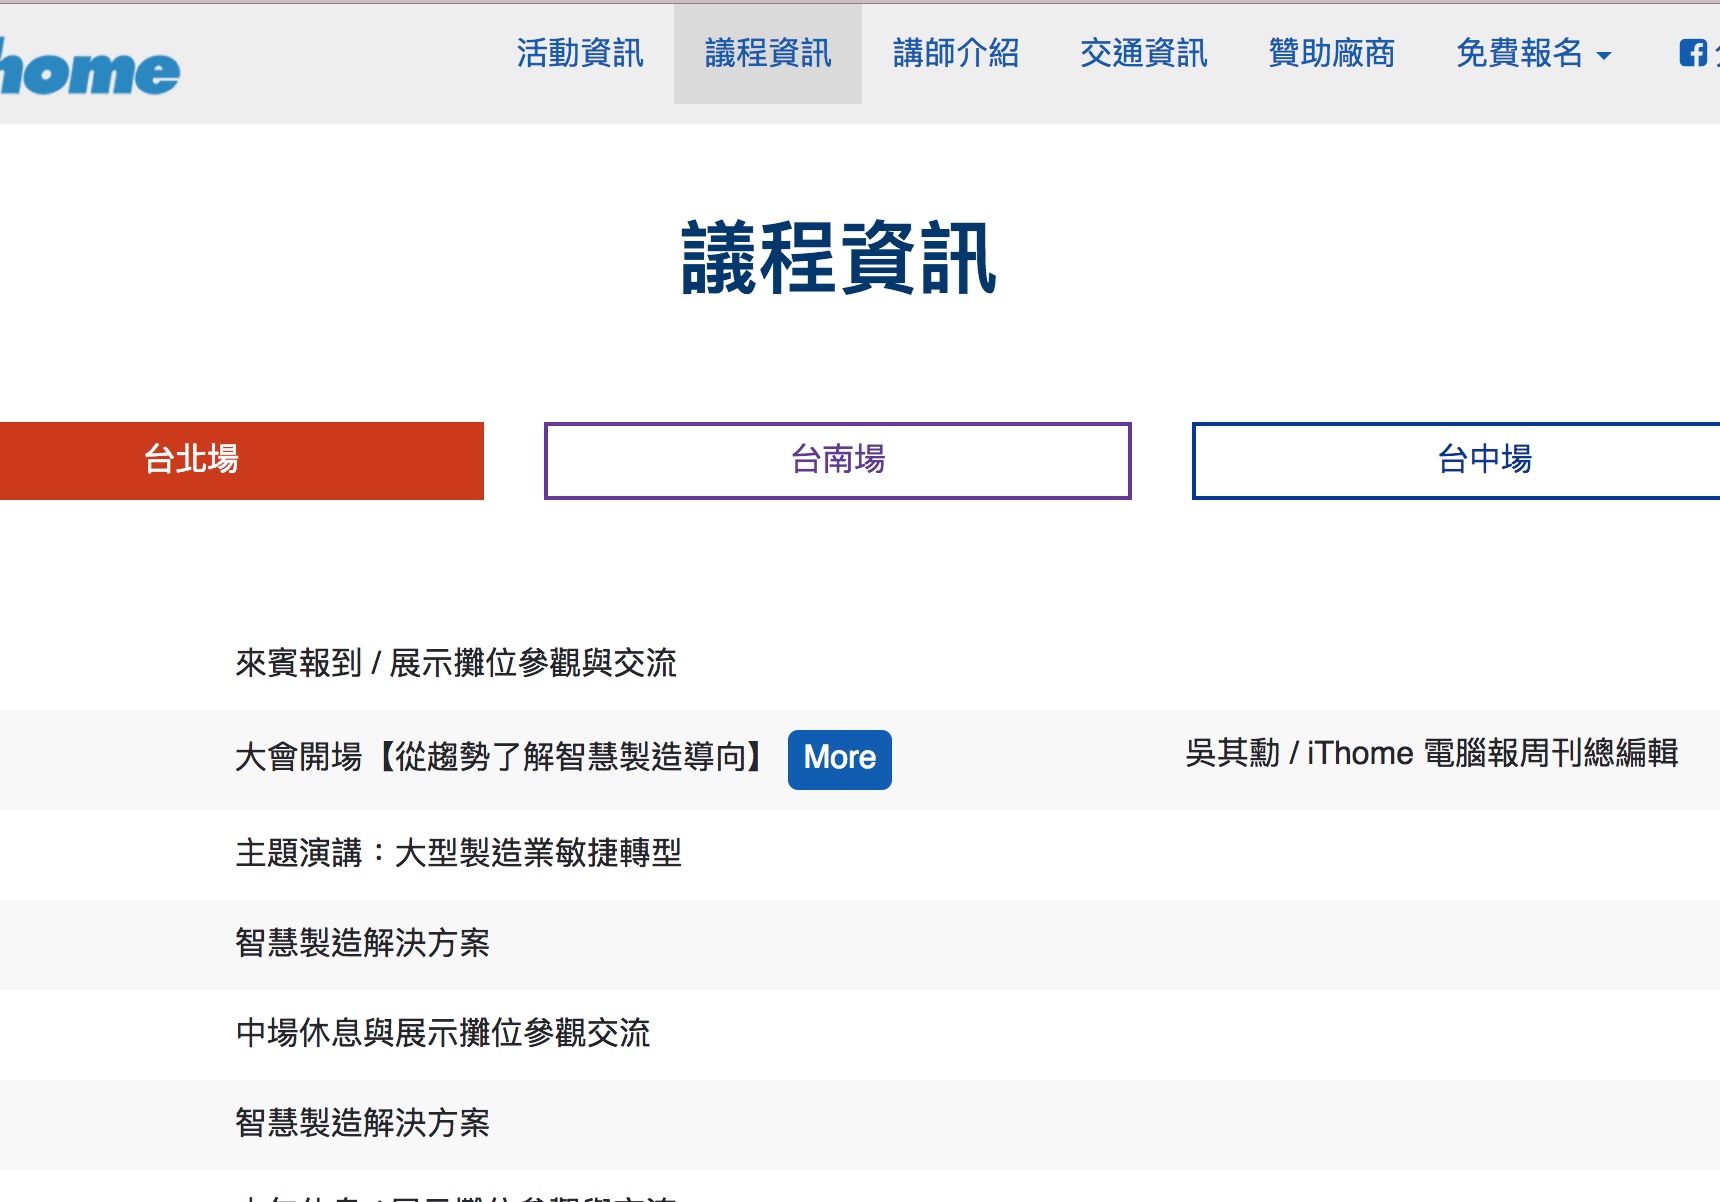 home
活動資訊 議程資訊 講師介紹 交通資訊 贊助廠商 免費報名
議程資訊
台北場 台南場 台中場
來賓報到 / 展示攤位參觀與交流
大會開場【從趨勢了解智慧製造導向】 More 吳其勳 / iThome 電腦報周刊總編輯
主題演講：大型製造業敏捷轉型
智慧製造解決方案
中場休息與展示攤位參觀交流
智慧製造解決方案